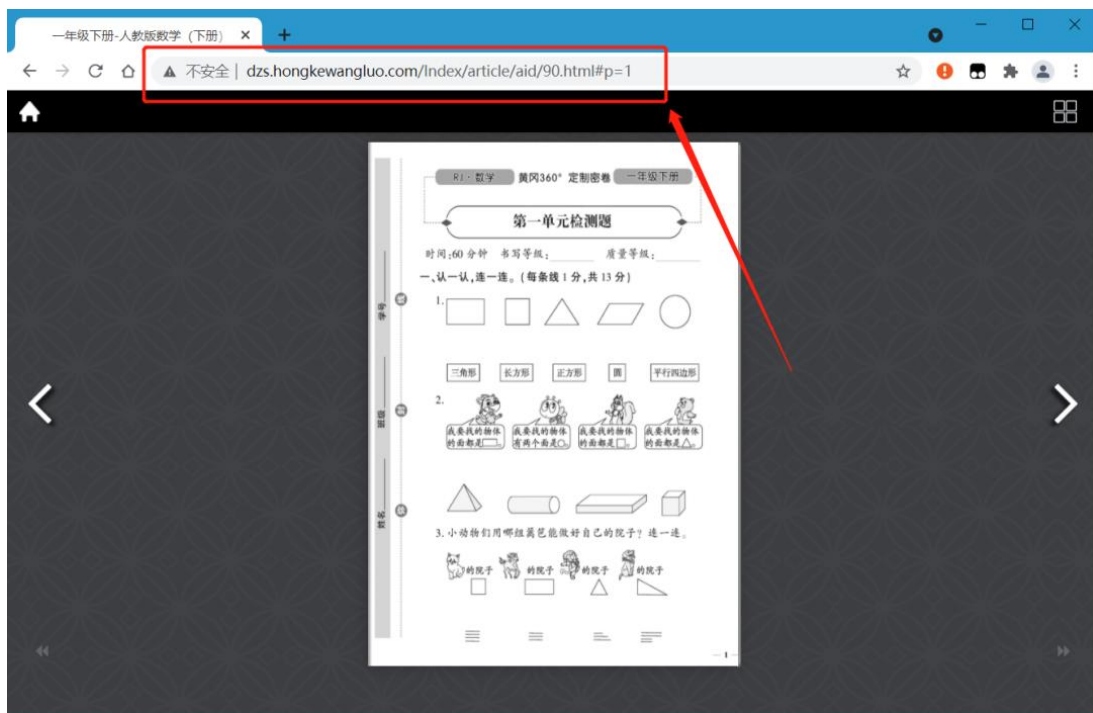 一年级下册-人教版数学（下册）
不安全 | dzs.hongkewangluo.com/Index/article/aid/90.html#p=1
RJ·数学 黄冈360° 定制密卷 一年级下册
第一单元检测题
时间:60分钟 书写等级: 质量等级:
一、认一认,连一连。(每条线1分,共13分)
1.
三角形 长方形 正方形 圆 平行四边形
2.
我要找的物体的面都是 。
我要找的物体有两个面是 。
我要找的物体的面都是 。
我要找的物体的面都是 。
3. 小动物们用哪组篱笆能做好自己的院子? 连一连。
的院子 的院子 的院子 的院子
学号
班级
姓名
1